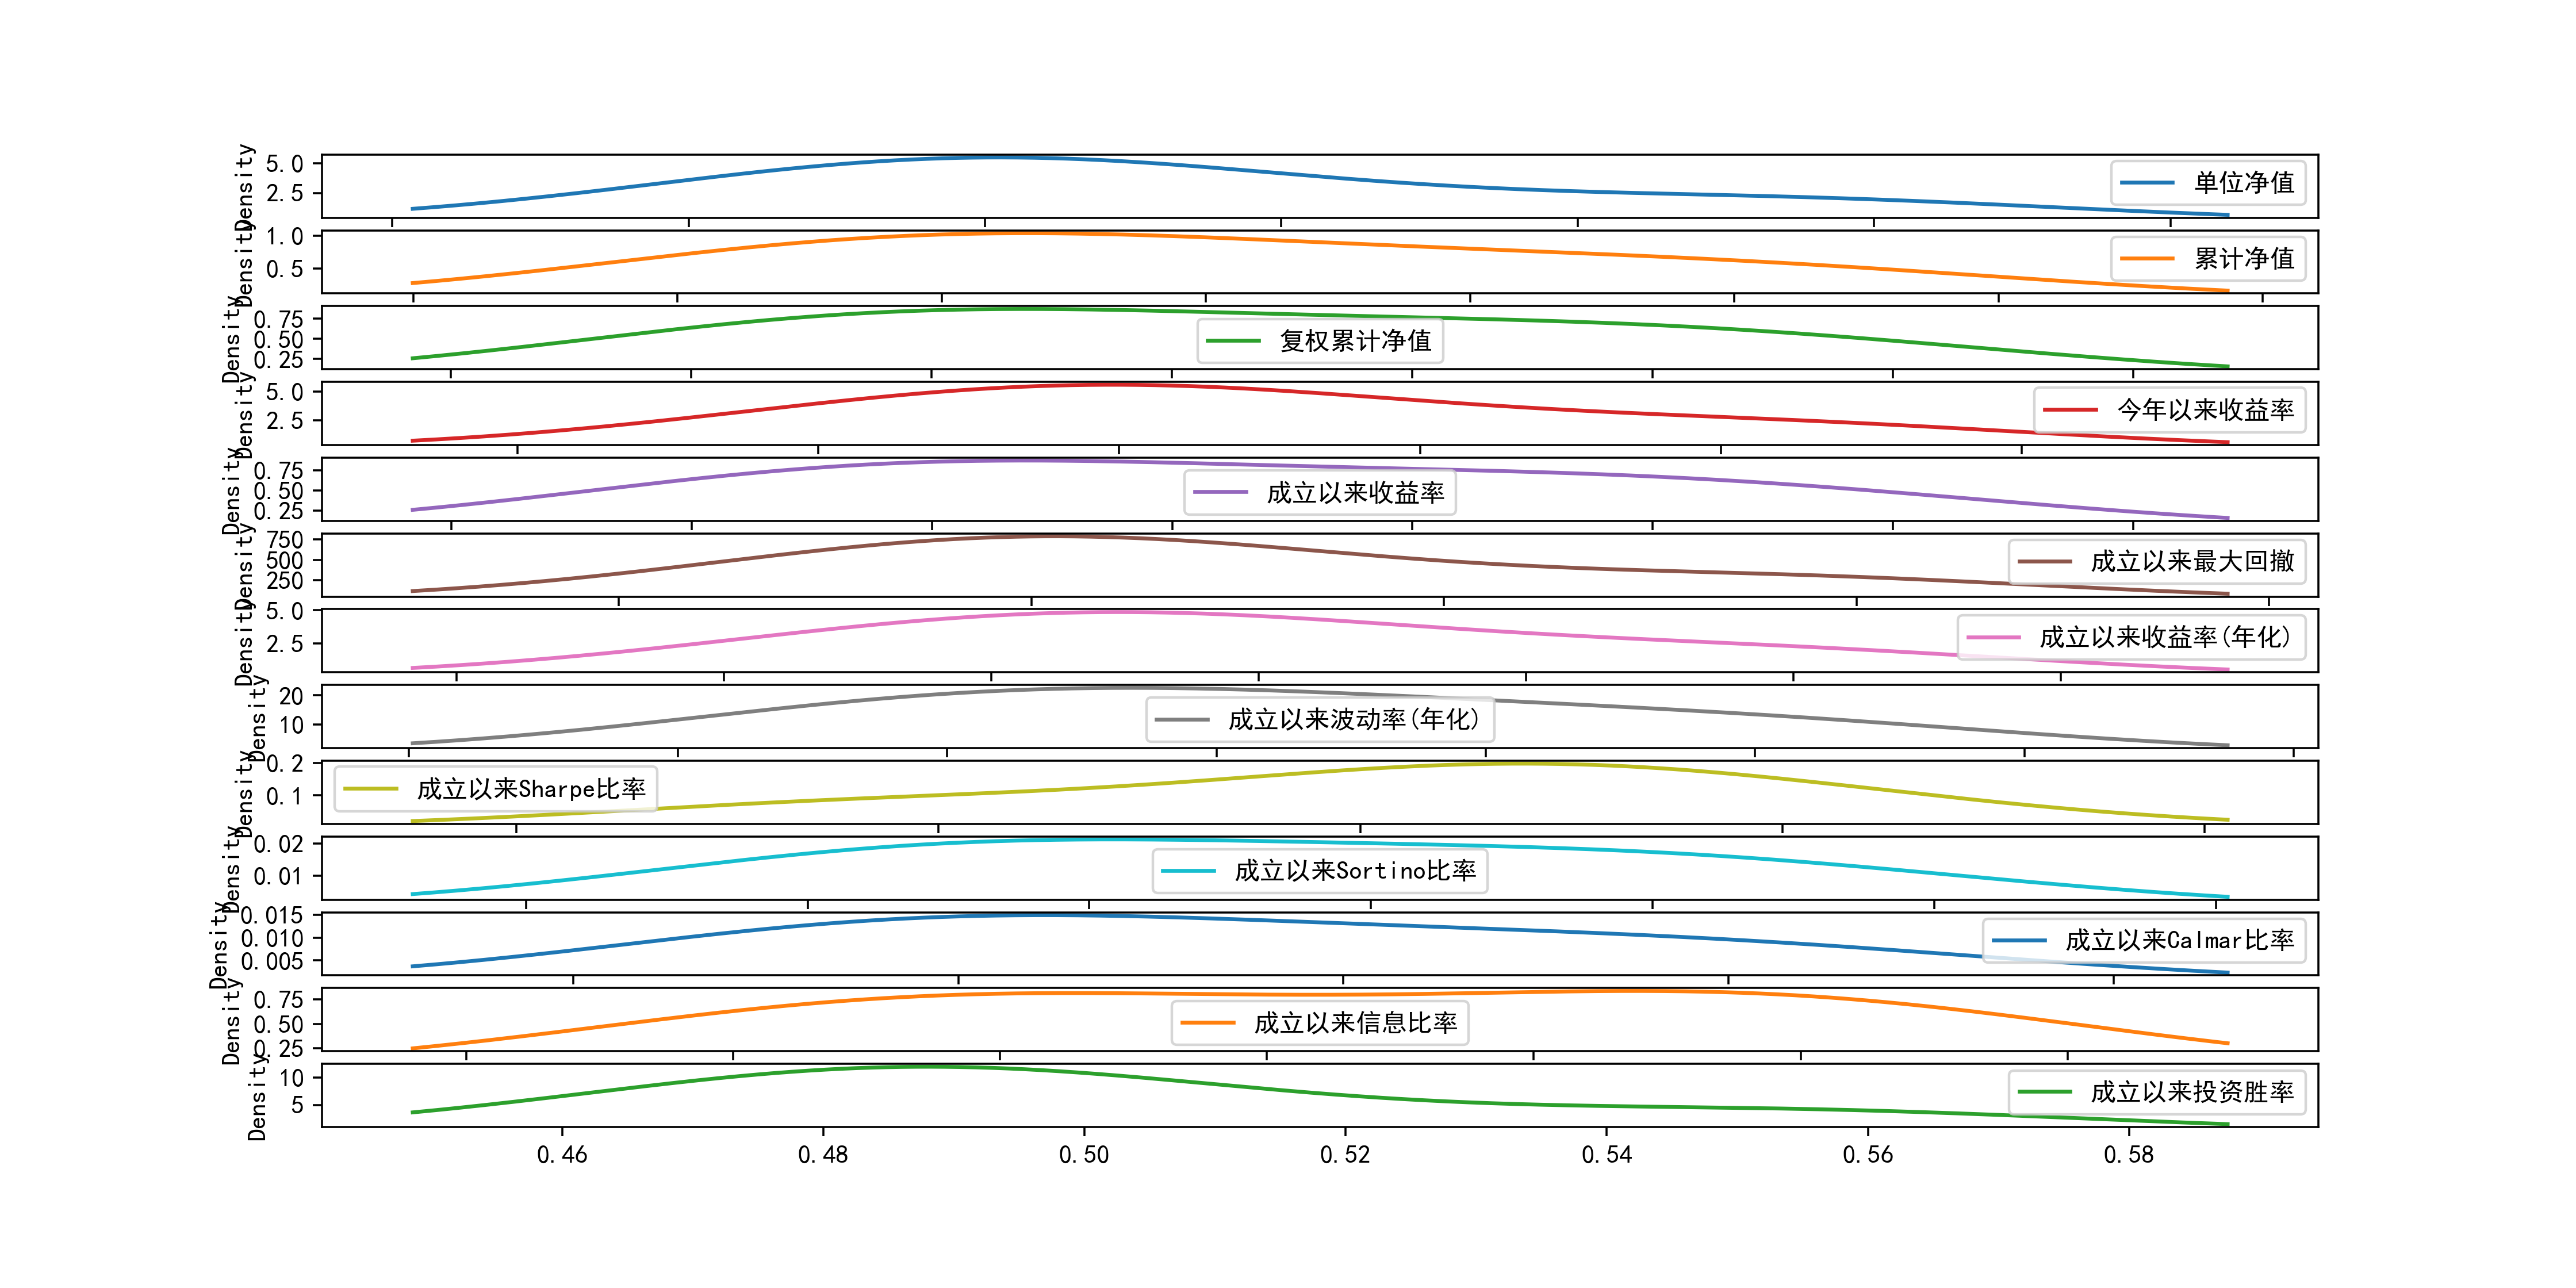 Density
5.0
2.5
单位净值
Density
1.0
0.5
累计净值
Density
0.75
0.50
0.25
复权累计净值
Density
5.0
2.5
今年以来收益率
Density
0.75
0.50
0.25
成立以来收益率
Density
750
500
250
成立以来最大回撤
Density
5.0
2.5
成立以来收益率(年化)
Density
20
10
成立以来波动率(年化)
Density
0.2
0.1
成立以来Sharpe比率
Density
0.02
0.01
成立以来Sortino比率
Density
0.015
0.010
0.005
成立以来Calmar比率
Density
0.75
0.50
0.25
成立以来信息比率
Density
10
5
成立以来投资胜率
0.46 0.48 0.50 0.52 0.54 0.56 0.58